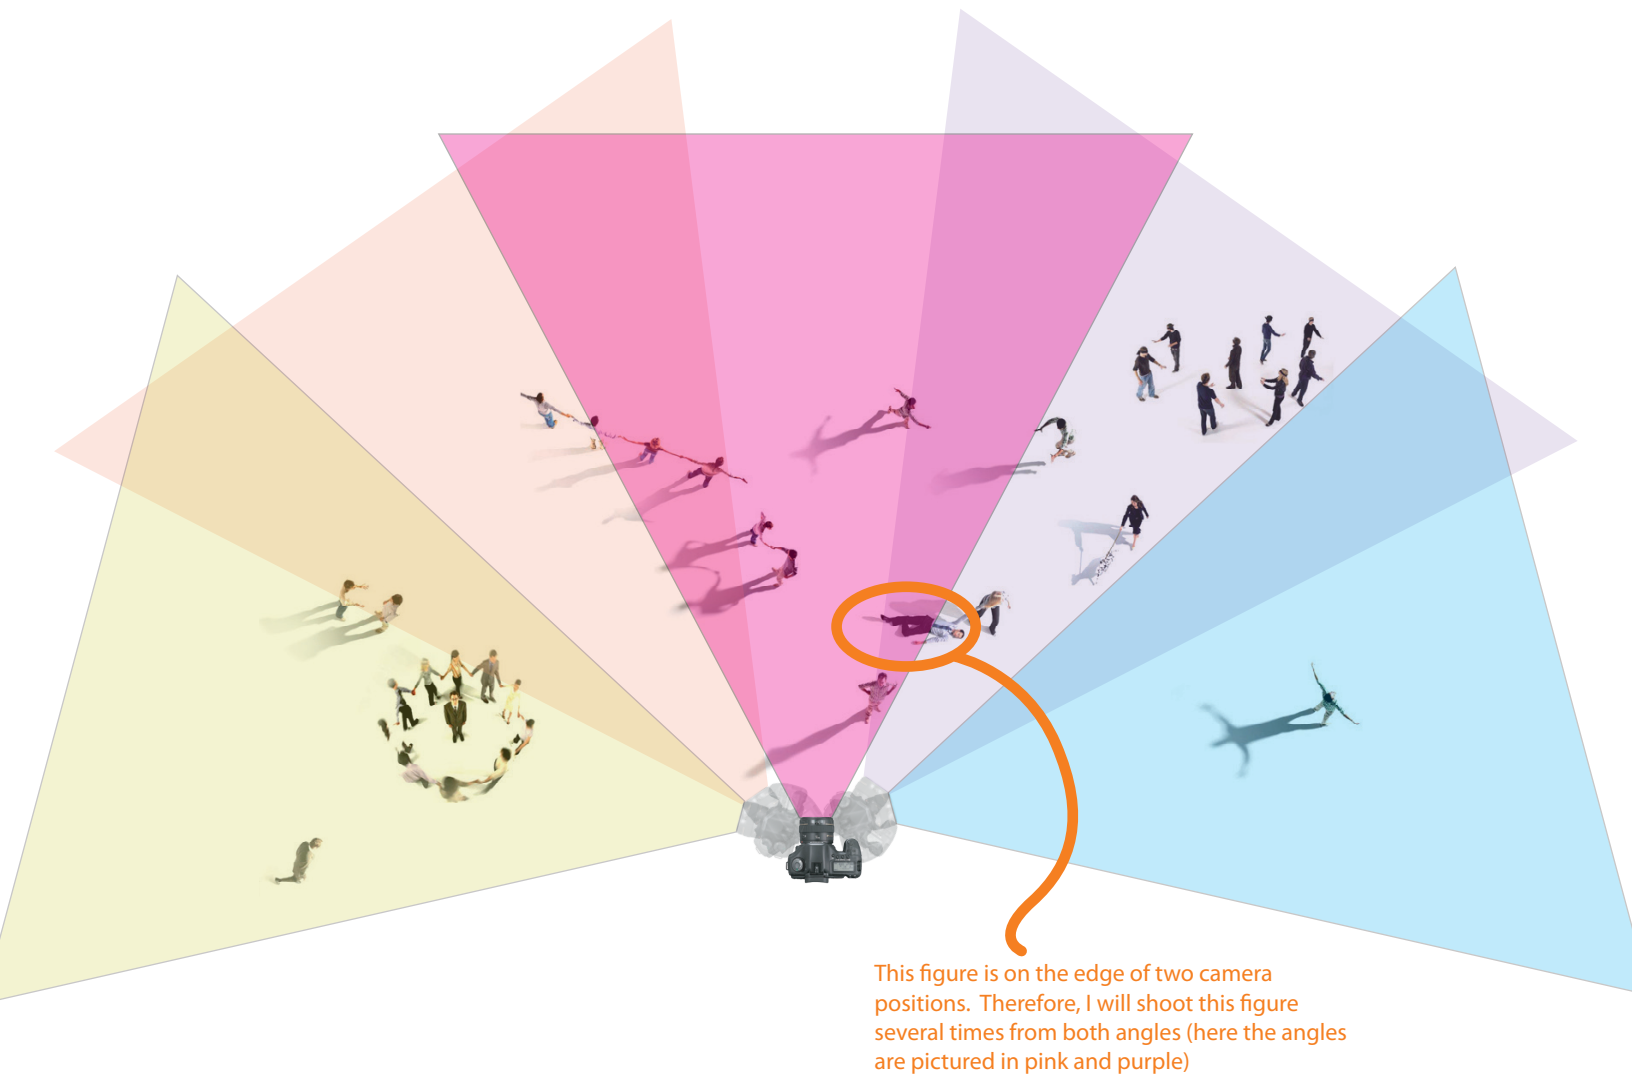 This figure is on the edge of two camera
positions.  Therefore, I will shoot this figure
several times from both angles (here the angles
are pictured in pink and purple)